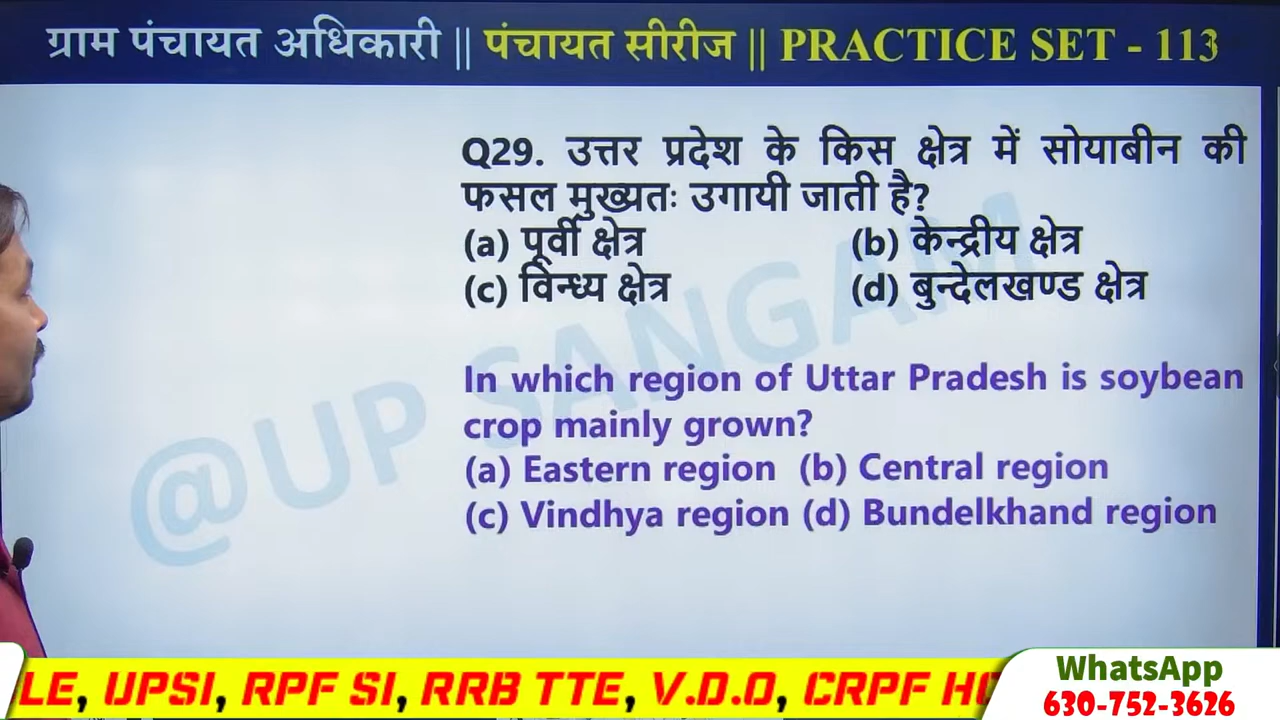 ग्राम पंचायत अधिकारी || पंचायत सीरीज || PRACTICE SET - 113
Q29. उत्तर प्रदेश के किस क्षेत्र में सोयाबीन की
फसल मुख्यतः उगायी जाती है?
(a) पूर्वी क्षेत्र (b) केन्द्रीय क्षेत्र
(c) विन्ध्य क्षेत्र (d) बुन्देलखण्ड क्षेत्र
@UP SANGAM
In which region of Uttar Pradesh is soybean
crop mainly grown?
(a) Eastern region (b) Central region
(c) Vindhya region (d) Bundelkhand region
LE, UPSI, RPF SI, RRB TTE, V.D.O, CRPF HC
WhatsApp
630-752-3626